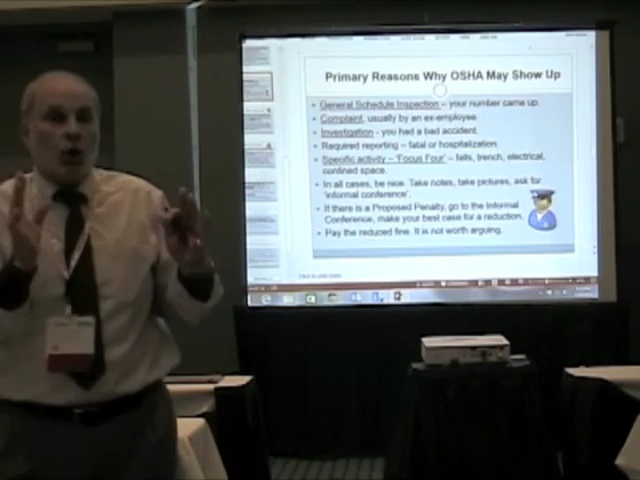 Primary Reasons Why OSHA May Show Up
• General Schedule Inspection – your number came up.
• Complaint, usually by an ex-employee.
• Investigation - you had a bad accident.
• Required reporting – fatal or hospitalization.
• Specific activity – 'Focus Four' – falls, trench, electrical,
confined space.
• In all cases, be nice. Take notes, take pictures, ask for
'informal conference'.
• If there is a Proposed Penalty, go to the Informal
Conference, make your best case for a reduction.
• Pay the reduced fine. It is not worth arguing.